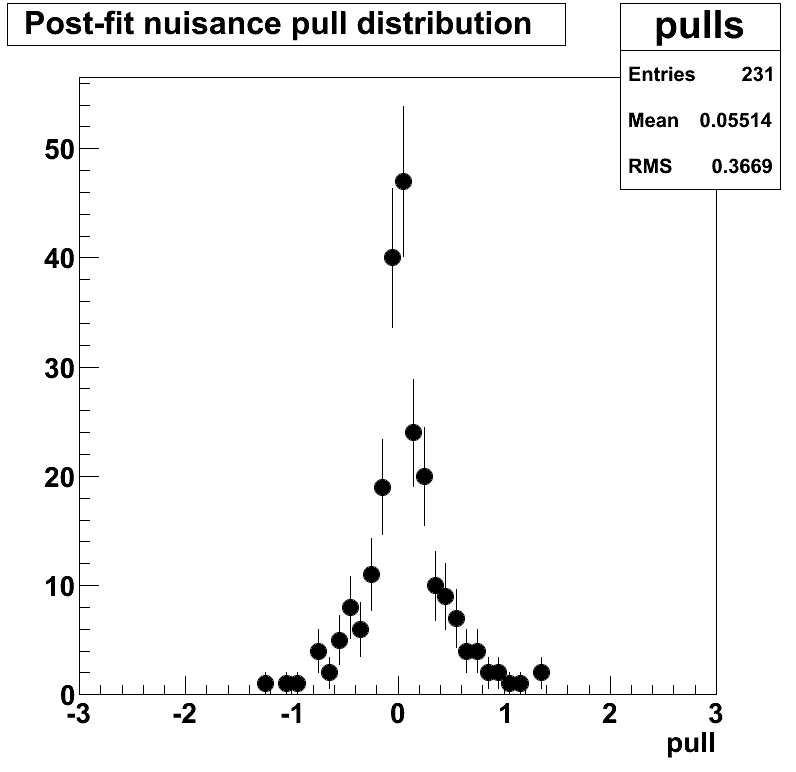 Post-fit nuisance pull distribution
pulls
Entries 231
Mean 0.05514
RMS 0.3669
50
40
30
20
10
0
-3 -2 -1 0 1 2 3
pull